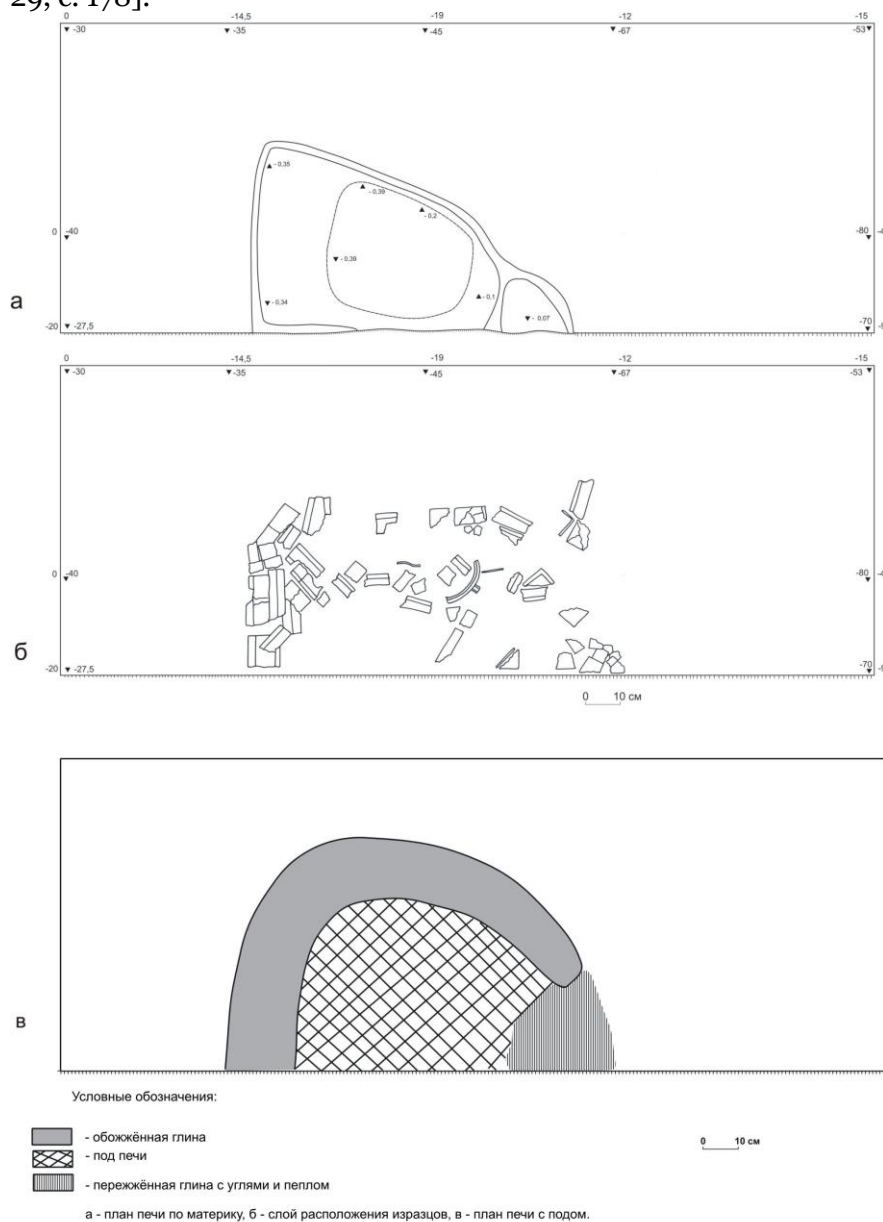 29, с. 178].
0 -14,5 -19 -12 -15
▼-30 ▼-35 ▼-45 ▼-67 -53▼
▲-0,35
▲-0,39
▲-0,2
0 -40 -80
▼-0,39
а
▼-0,34
▲-0,1
▼-0,07
-20 ▼-27,5 -70
0 -14,5 -19 -12 -15
▼-30 ▼-35 ▼-45 ▼-67 -53▼
0 -40 -80
б
-20 ▼-27,5 -70
0 10 см
в
Условные обозначения:
- обожжённая глина
0 10 см
- под печи
- пережжённая глина с углями и пеплом
а - план печи по материку, б - слой расположения изразцов, в - план печи с подом.